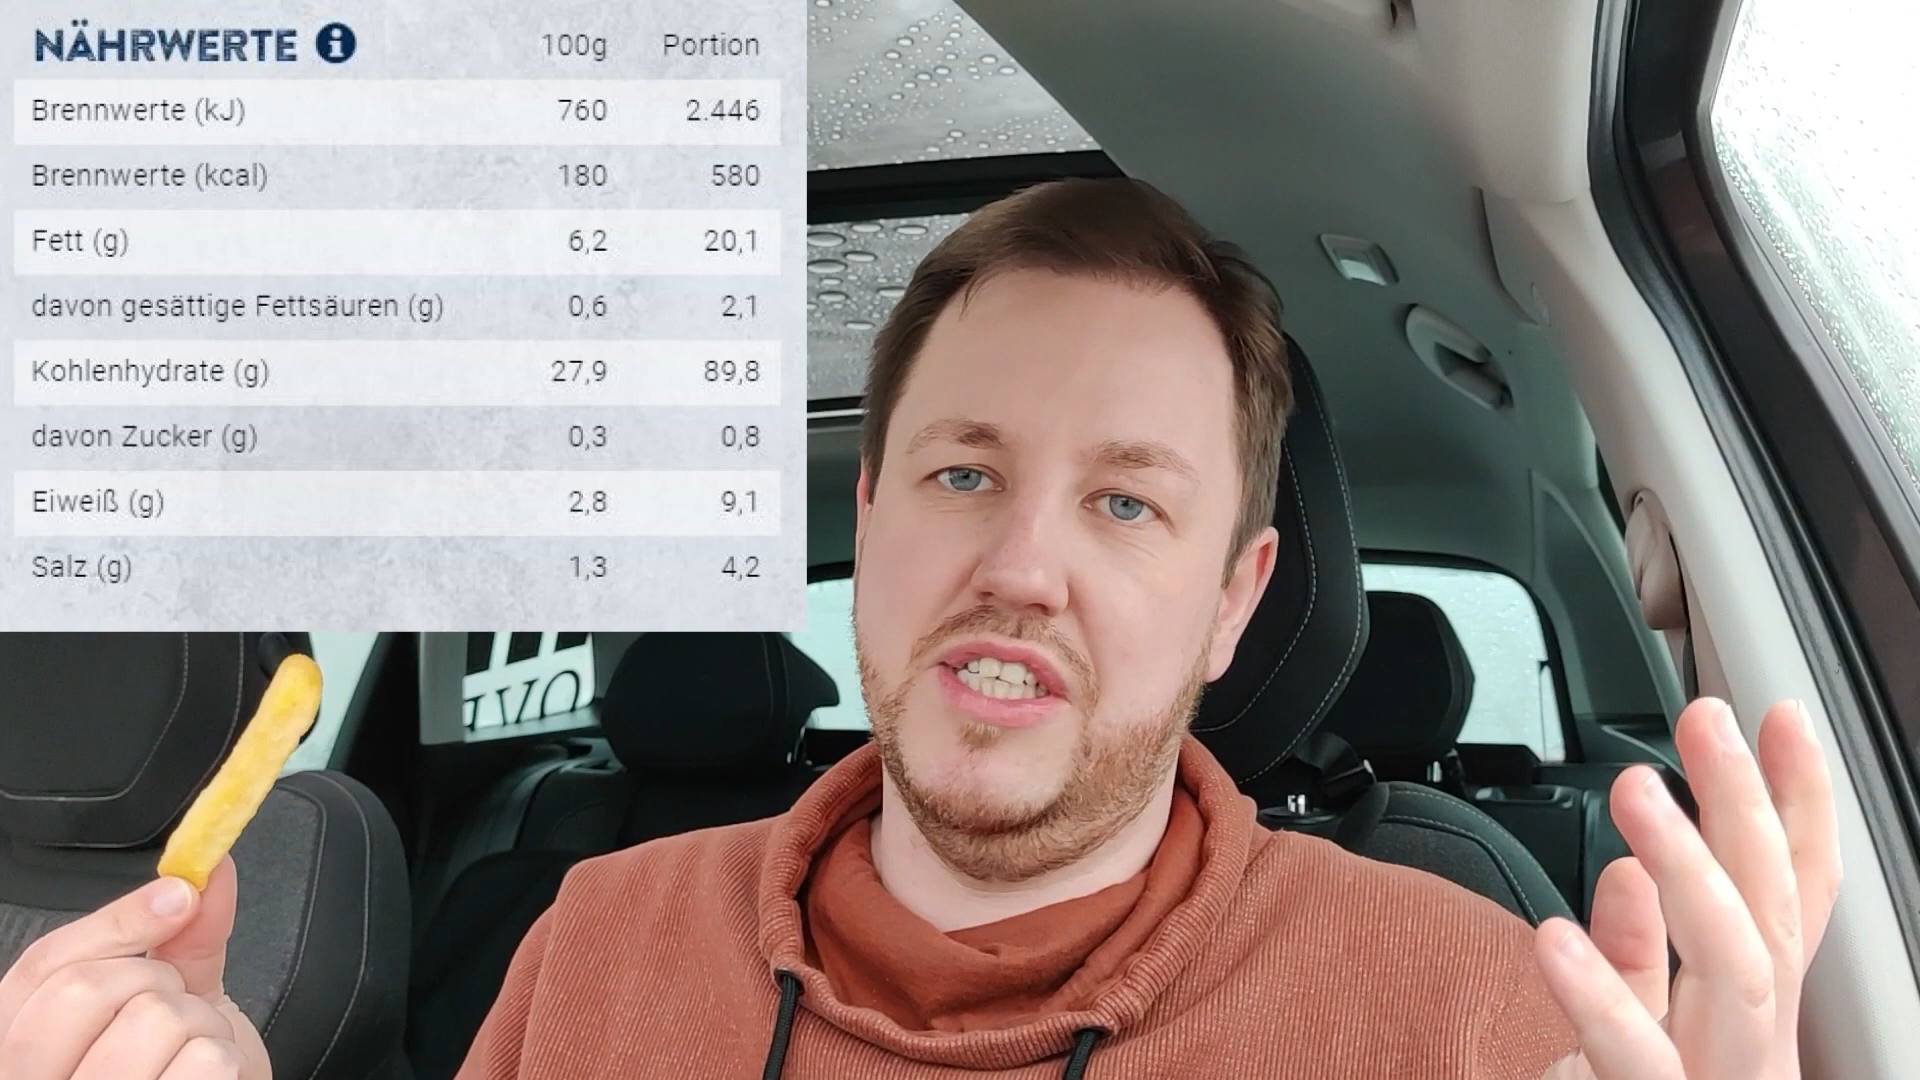 NÄHRWERTE i 100g Portion
Brennwerte (kJ) 760 2.446
Brennwerte (kcal) 180 580
Fett (g) 6,2 20,1
davon gesättige Fettsäuren (g) 0,6 2,1
Kohlenhydrate (g) 27,9 89,8
davon Zucker (g) 0,3 0,8
Eiweiß (g) 2,8 9,1
Salz (g) 1,3 4,2